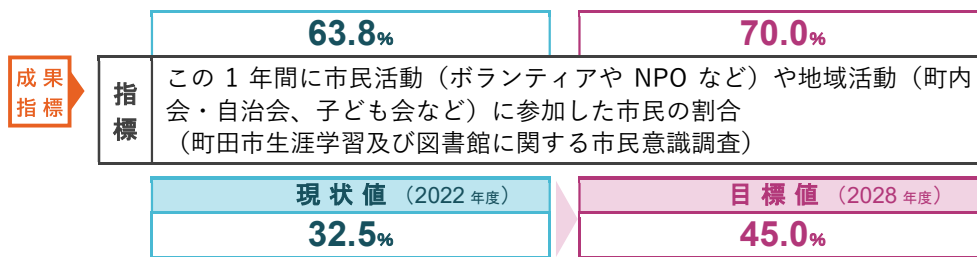 63.8% 70.0%
成果
指標
指標
この 1 年間に市民活動（ボランティアや NPO など）や地域活動（町内
会・自治会、子ども会など）に参加した市民の割合
（町田市生涯学習及び図書館に関する市民意識調査）
現状値（2022 年度） 目標値（2028 年度）
32.5% 45.0%